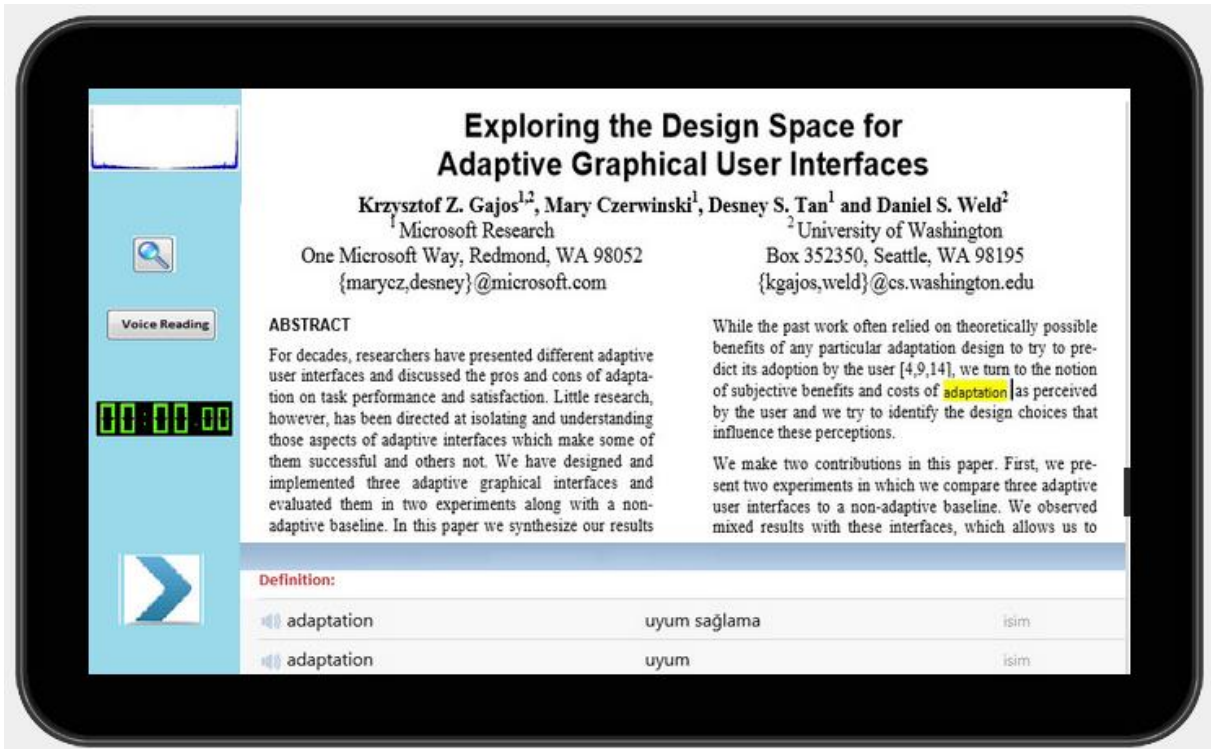 Exploring the Design Space for
Adaptive Graphical User Interfaces
Krzysztof Z. Gajos1,2, Mary Czerwinski1, Desney S. Tan1 and Daniel S. Weld2
1 Microsoft Research
One Microsoft Way, Redmond, WA 98052
{marycz,desney}@microsoft.com
2 University of Washington
Box 352350, Seattle, WA 98195
{kgajos,weld}@cs.washington.edu
Voice Reading
00:00.00
ABSTRACT
For decades, researchers have presented different adaptive
user interfaces and discussed the pros and cons of adapta-
tion on task performance and satisfaction. Little research,
however, has been directed at isolating and understanding
those aspects of adaptive interfaces which make some of
them successful and others not. We have designed and
implemented three adaptive graphical interfaces and
evaluated them in two experiments along with a non-
adaptive baseline. In this paper we synthesize our results
While the past work often relied on theoretically possible
benefits of any particular adaptation design to try to pre-
dict its adoption by the user [4,9,14], we turn to the notion
of subjective benefits and costs of adaptation as perceived
by the user and we try to identify the design choices that
influence these perceptions.
We make two contributions in this paper. First, we pre-
sent two experiments in which we compare three adaptive
user interfaces to a non-adaptive baseline. We observed
mixed results with these interfaces, which allows us to
Definition:
adaptation uyum sağlama isim
adaptation uyum isim